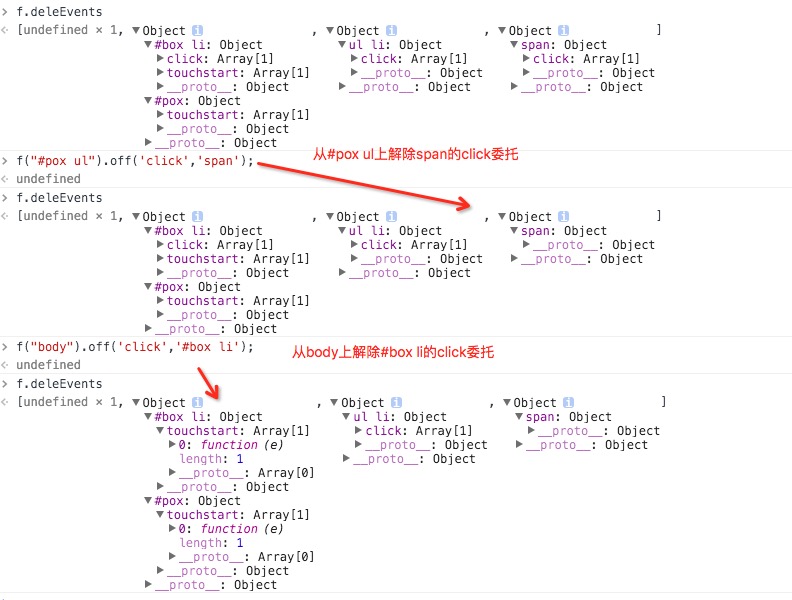 > f.deleEvents
<· [undefined × 1, ▼Object i , ▼Object i , ▼Object i ]
▼#box li: Object ▼ul li: Object ▼span: Object
▶click: Array[1] ▶click: Array[1] ▶click: Array[1]
▶touchstart: Array[1] ▶__proto__: Object ▶__proto__: Object
▶__proto__: Object ▶__proto__: Object ▶__proto__: Object
▼#pox: Object
▶touchstart: Array[1]
▶__proto__: Object
▶__proto__: Object
> f("#pox ul").off('click','span'); 从#pox ul上解除span的click委托
<· undefined
> f.deleEvents
<· [undefined × 1, ▼Object i , ▼Object i , ▼Object i ]
▼#box li: Object ▼ul li: Object ▼span: Object
▶click: Array[1] ▶click: Array[1] ▶__proto__: Object
▶touchstart: Array[1] ▶__proto__: Object ▶__proto__: Object
▶__proto__: Object ▶__proto__: Object
▼#pox: Object
▶touchstart: Array[1]
▶__proto__: Object
▶__proto__: Object
> f("body").off('click','#box li'); 从body上解除#box li的click委托
<· undefined
> f.deleEvents
<· [undefined × 1, ▼Object i , ▼Object i , ▼Object i ]
▼#box li: Object ▼ul li: Object ▼span: Object
▼touchstart: Array[1] ▶click: Array[1] ▶__proto__: Object
▶0: function (e) ▶__proto__: Object ▶__proto__: Object
length: 1 ▶__proto__: Object
▶__proto__: Array[0]
▶__proto__: Object
▼#pox: Object
▼touchstart: Array[1]
▶0: function (e)
length: 1
▶__proto__: Array[0]
▶__proto__: Object
▶__proto__: Object